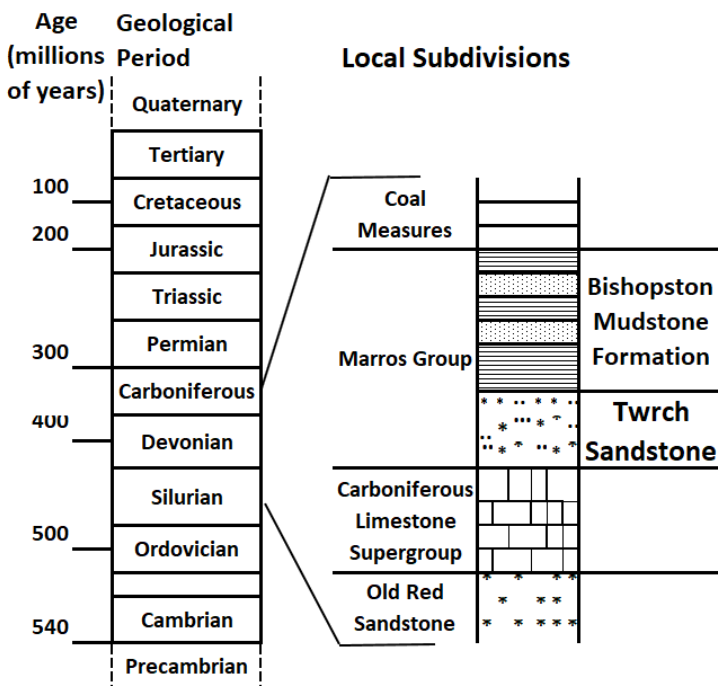 Age
(millions
of years)
Geological
Period
Local Subdivisions
Quaternary
Tertiary
100
Cretaceous
200
Jurassic
Triassic
Permian
300
Carboniferous
400
Devonian
Silurian
500
Ordovician
Cambrian
540
Precambrian
Coal
Measures
Marros Group
Bishopston
Mudstone
Formation
Twrch
Sandstone
Carboniferous
Limestone
Supergroup
Old Red
Sandstone